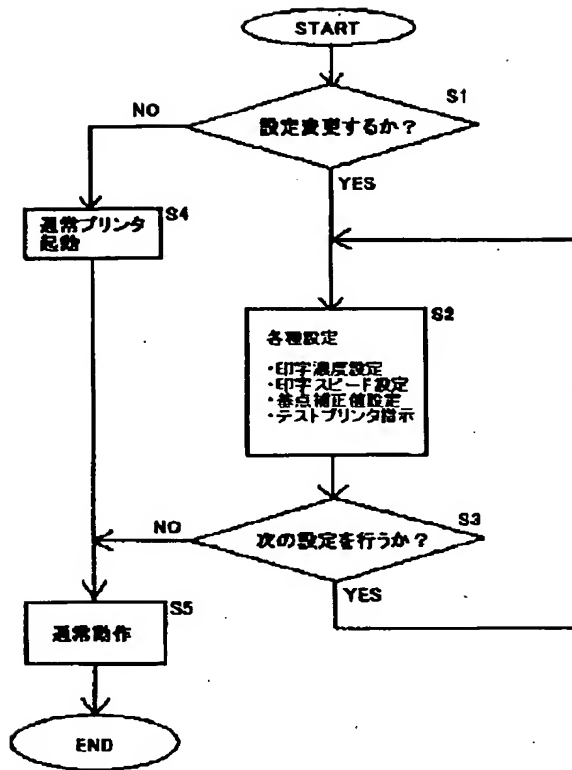 START
S1
設定変更するか？
NO
YES
S4
通常プリンタ
起動
S2
各種設定
・印字濃度設定
・印字スピード設定
・基点補正値設定
・テストプリンタ指示
S3
次の設定を行うか？
NO
YES
S5
通常動作
END